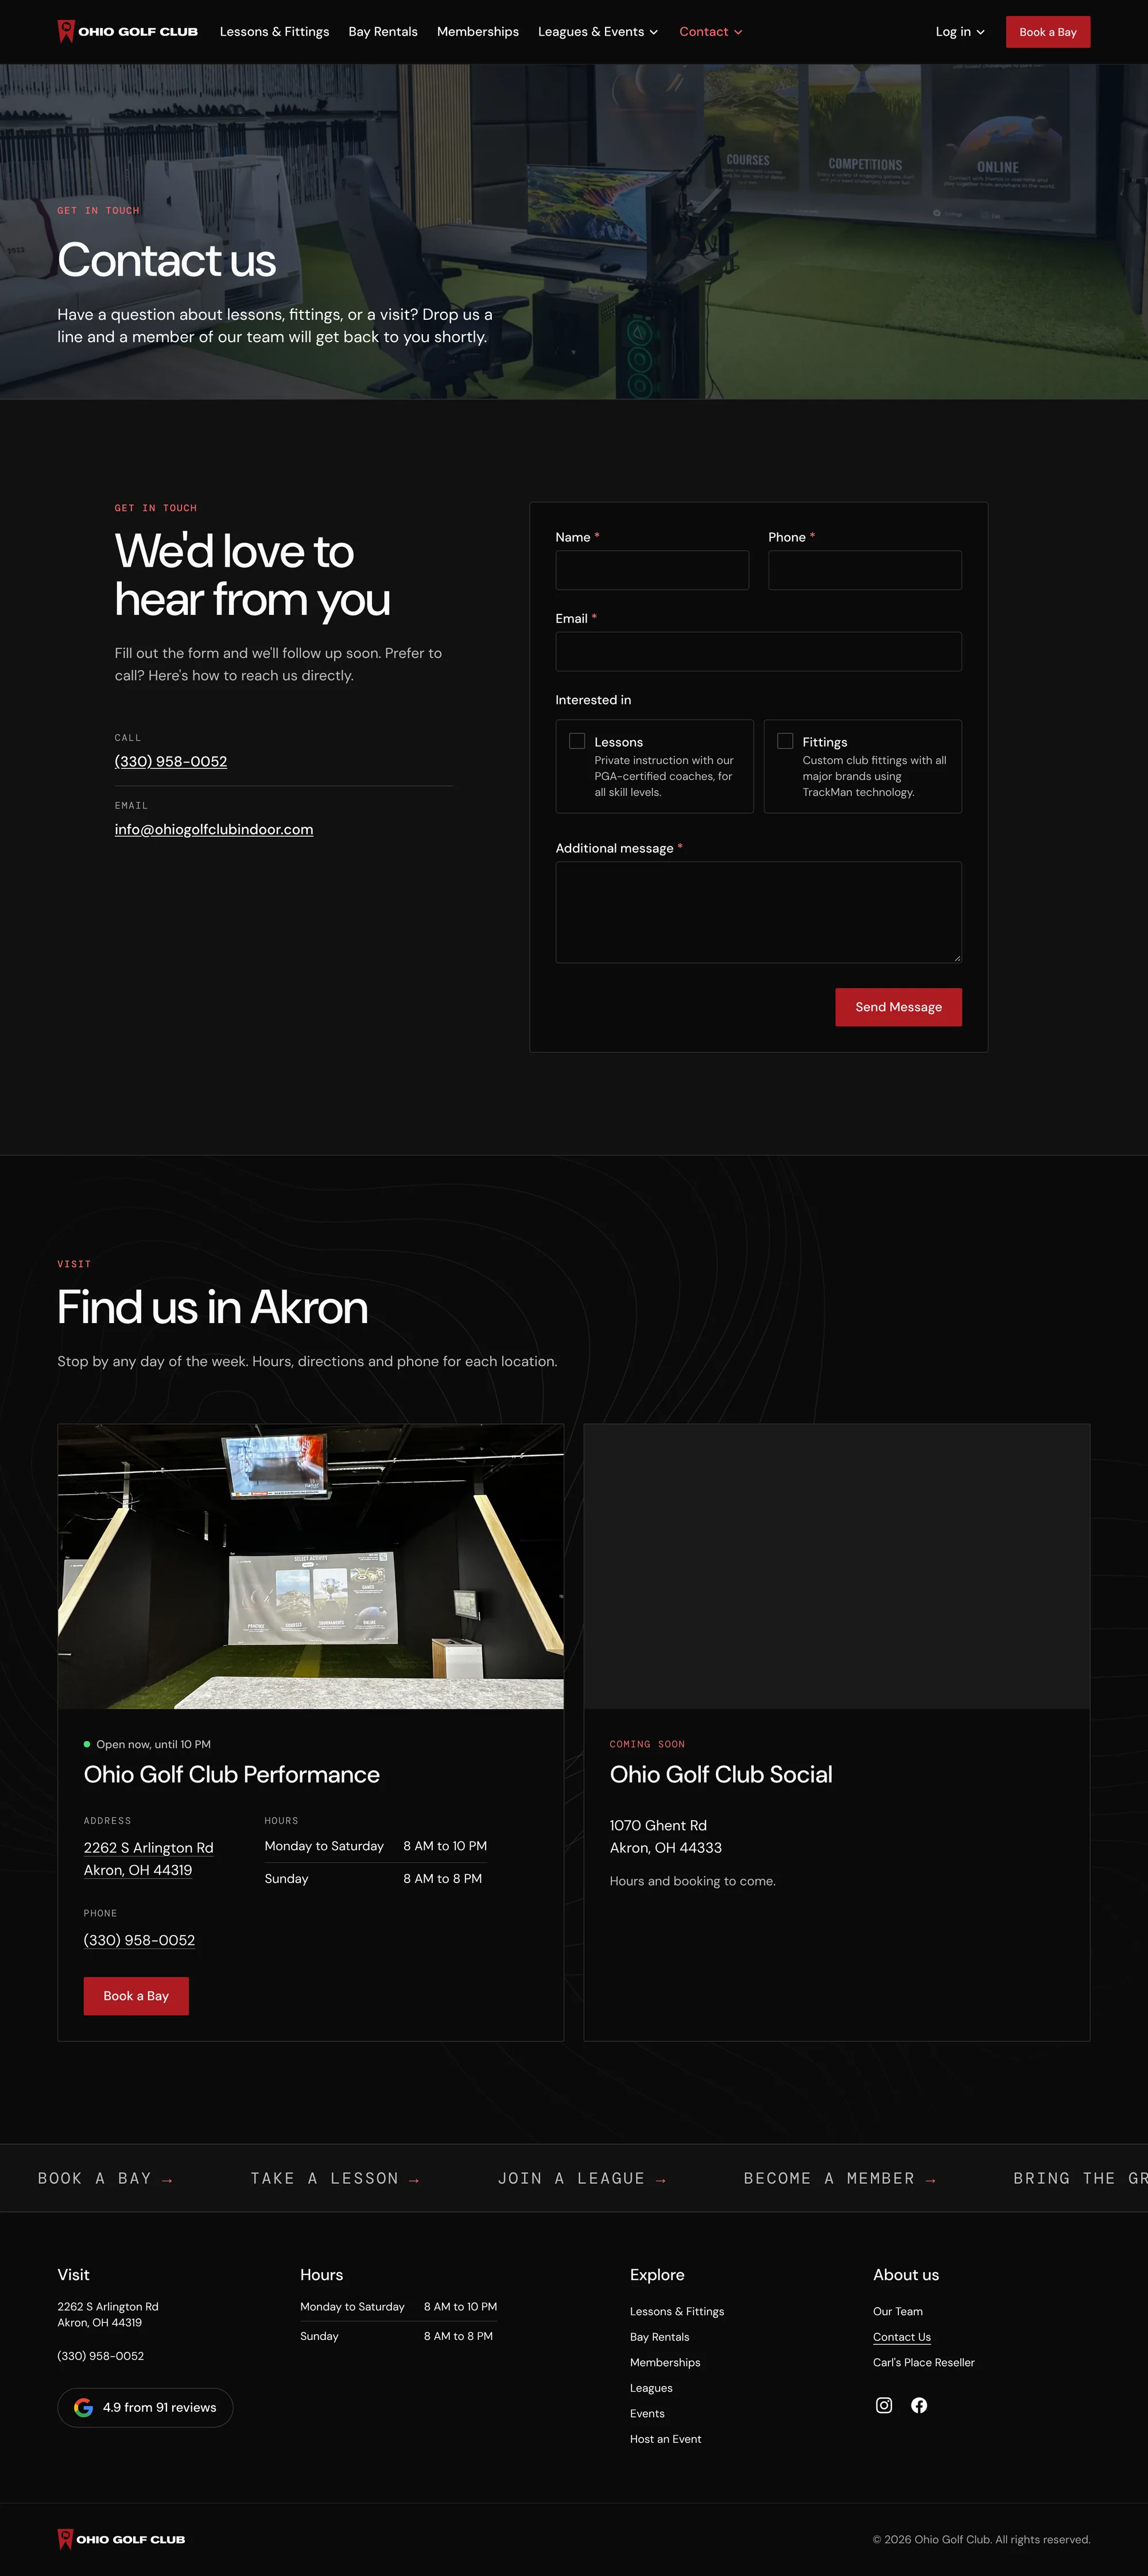 OHIO GOLF CLUB
Lessons & Fittings
Bay Rentals
Memberships
Leagues & Events
Contact
Log in
Book a Bay
COURSES
COMPETITIONS
ONLINE
GET IN TOUCH
Contact us
Have a question about lessons, fittings, or a visit? Drop us a
line and a member of our team will get back to you shortly.
GET IN TOUCH
We'd love to
hear from you
Fill out the form and we'll follow up soon. Prefer to
call? Here's how to reach us directly.
CALL
(330) 958-0052
EMAIL
info@ohiogolfclubindoor.com
Name *
Phone *
Email *
Interested in
Lessons
Private instruction with our
PGA-certified coaches, for
all skill levels.
Fittings
Custom club fittings with all
major brands using
TrackMan technology.
Additional message *
Send Message
VISIT
Find us in Akron
Stop by any day of the week. Hours, directions and phone for each location.
SELECT ACTIVITY
Open now, until 10 PM
Ohio Golf Club Performance
ADDRESS
2262 S Arlington Rd
Akron, OH 44319
HOURS
Monday to Saturday 8 AM to 10 PM
Sunday 8 AM to 8 PM
PHONE
(330) 958-0052
Book a Bay
COMING SOON
Ohio Golf Club Social
1070 Ghent Rd
Akron, OH 44333
Hours and booking to come.
BOOK A BAY → TAKE A LESSON → JOIN A LEAGUE → BECOME A MEMBER → BRING THE GR
Visit
2262 S Arlington Rd
Akron, OH 44319
(330) 958-0052
4.9 from 91 reviews
Hours
Monday to Saturday 8 AM to 10 PM
Sunday 8 AM to 8 PM
Explore
Lessons & Fittings
Bay Rentals
Memberships
Leagues
Events
Host an Event
About us
Our Team
Contact Us
Carl's Place Reseller
OHIO GOLF CLUB
© 2026 Ohio Golf Club. All rights reserved.